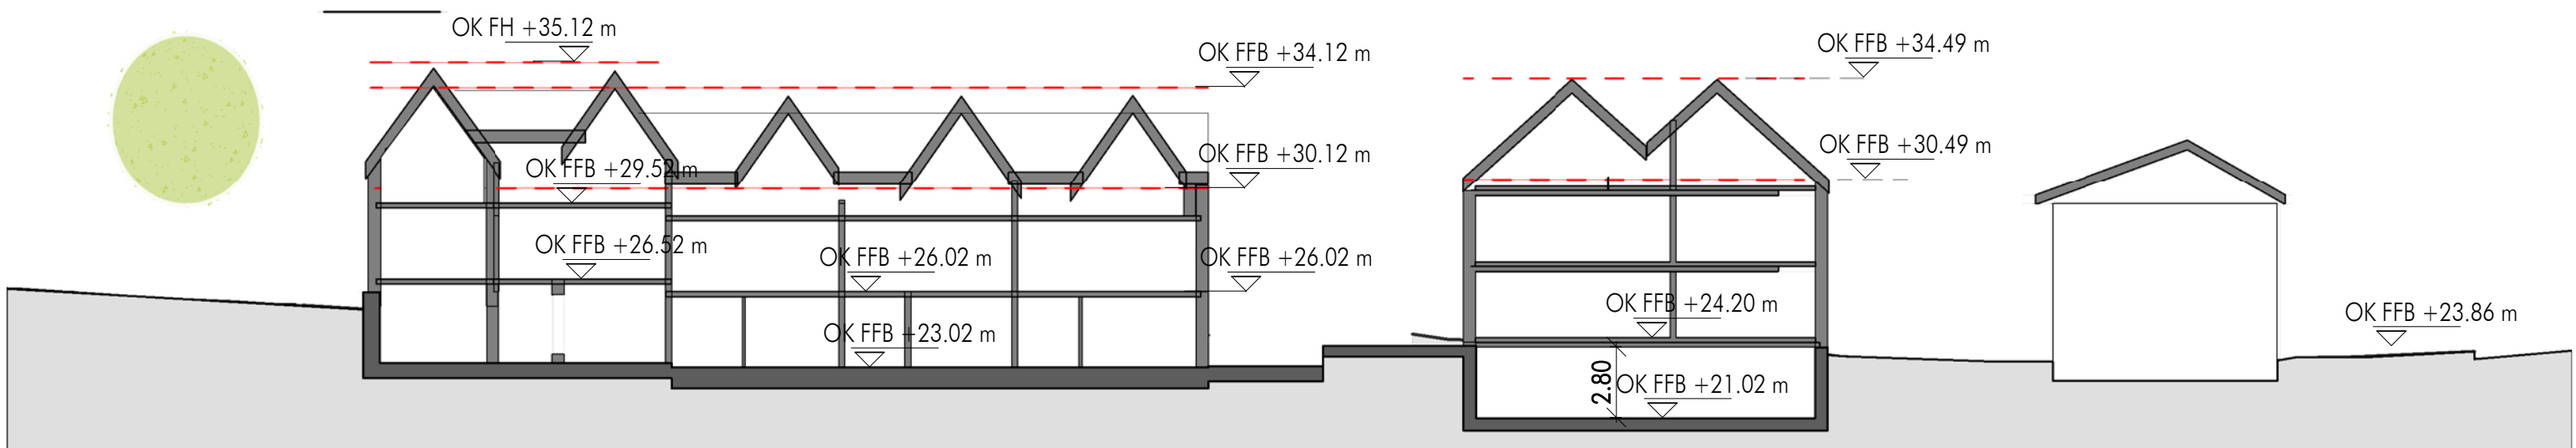 OK FH +35.12 m
OK FFB +34.12 m
OK FFB +34.49 m
OK FFB +30.12 m
OK FFB +30.49 m
OK FFB +29.52 m
OK FFB +26.52 m
OK FFB +26.02 m
OK FFB +26.02 m
OK FFB +24.20 m
OK FFB +23.86 m
OK FFB +23.02 m
2.80
OK FFB +21.02 m